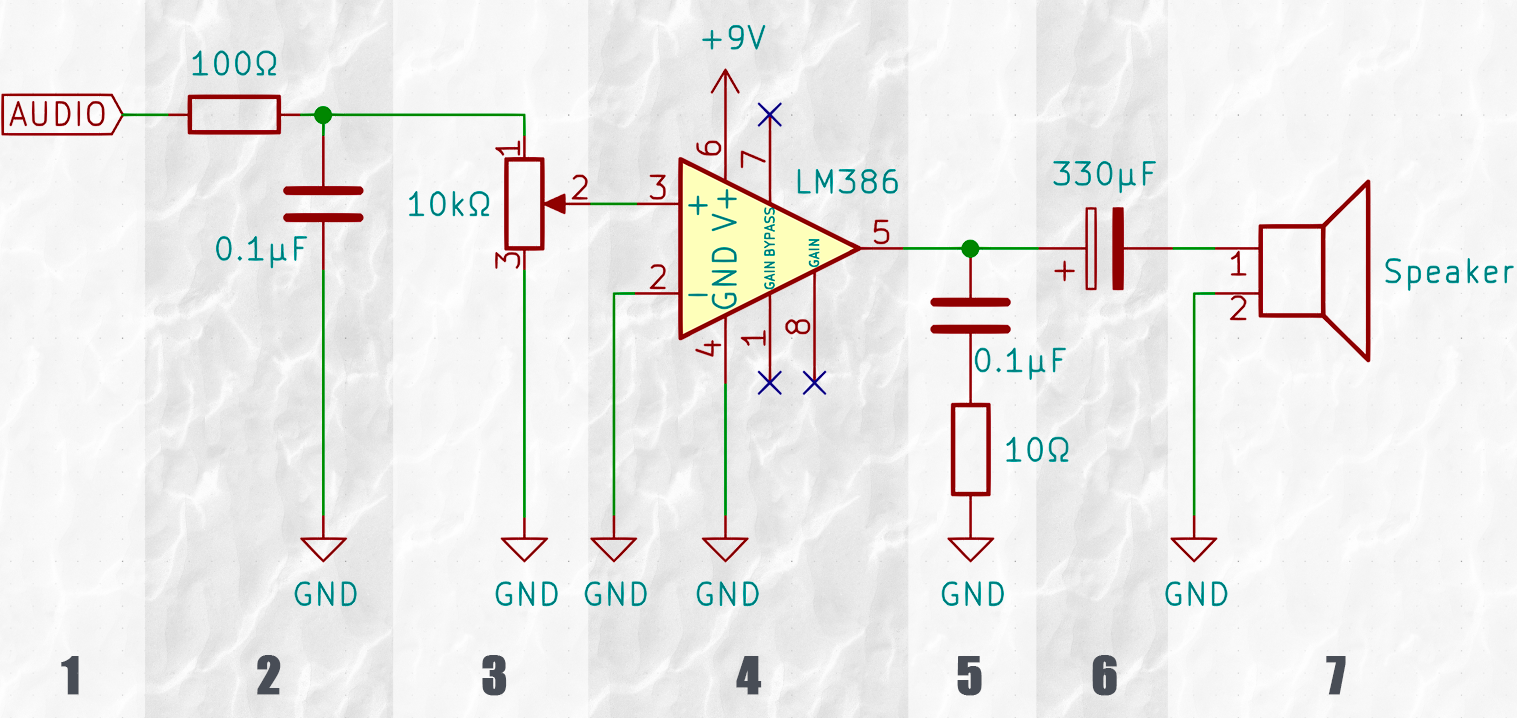 +9V
100Ω
AUDIO
1
6
7
LM386
330µF
10kΩ
2
3
+
V+
GAIN BYPASS
5
0.1µF
3
GND
GAIN
+
1
Speaker
2
−
2
4
1
8
0.1µF
10Ω
GND
GND
GND
GND
GND
GND
1
2
3
4
5
6
7